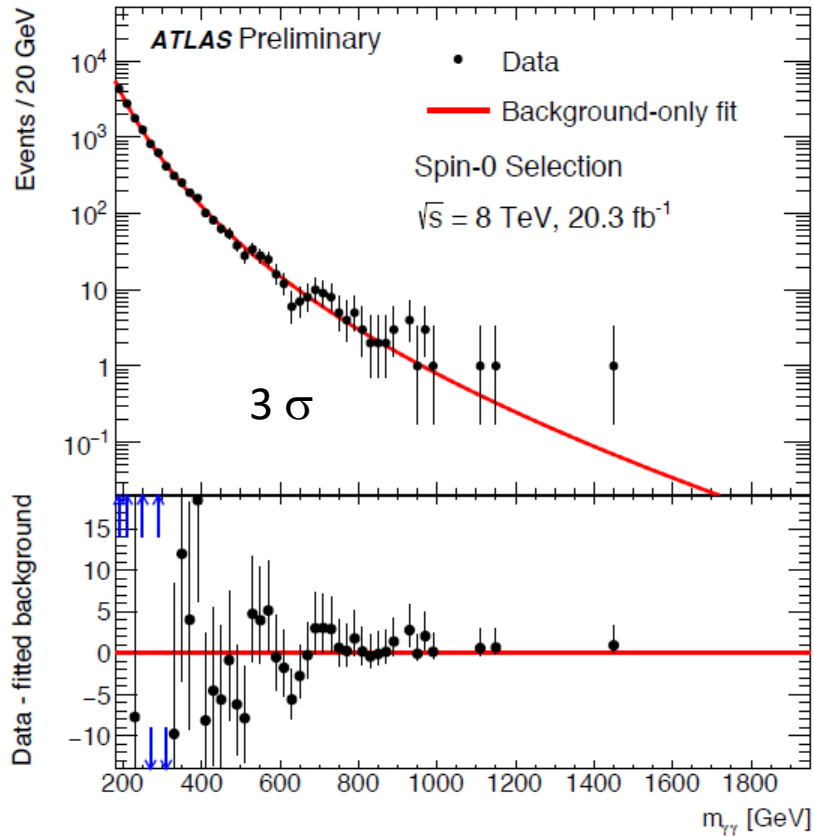 ATLAS Preliminary
Data
Background-only fit
Spin-0 Selection
√s = 8 TeV, 20.3 fb⁻¹
3 σ
Events / 20 GeV
10⁴
10³
10²
10
1
10⁻¹
Data - fitted background
15
10
5
0
−5
−10
200 400 600 800 1000 1200 1400 1600 1800
m_γγ [GeV]